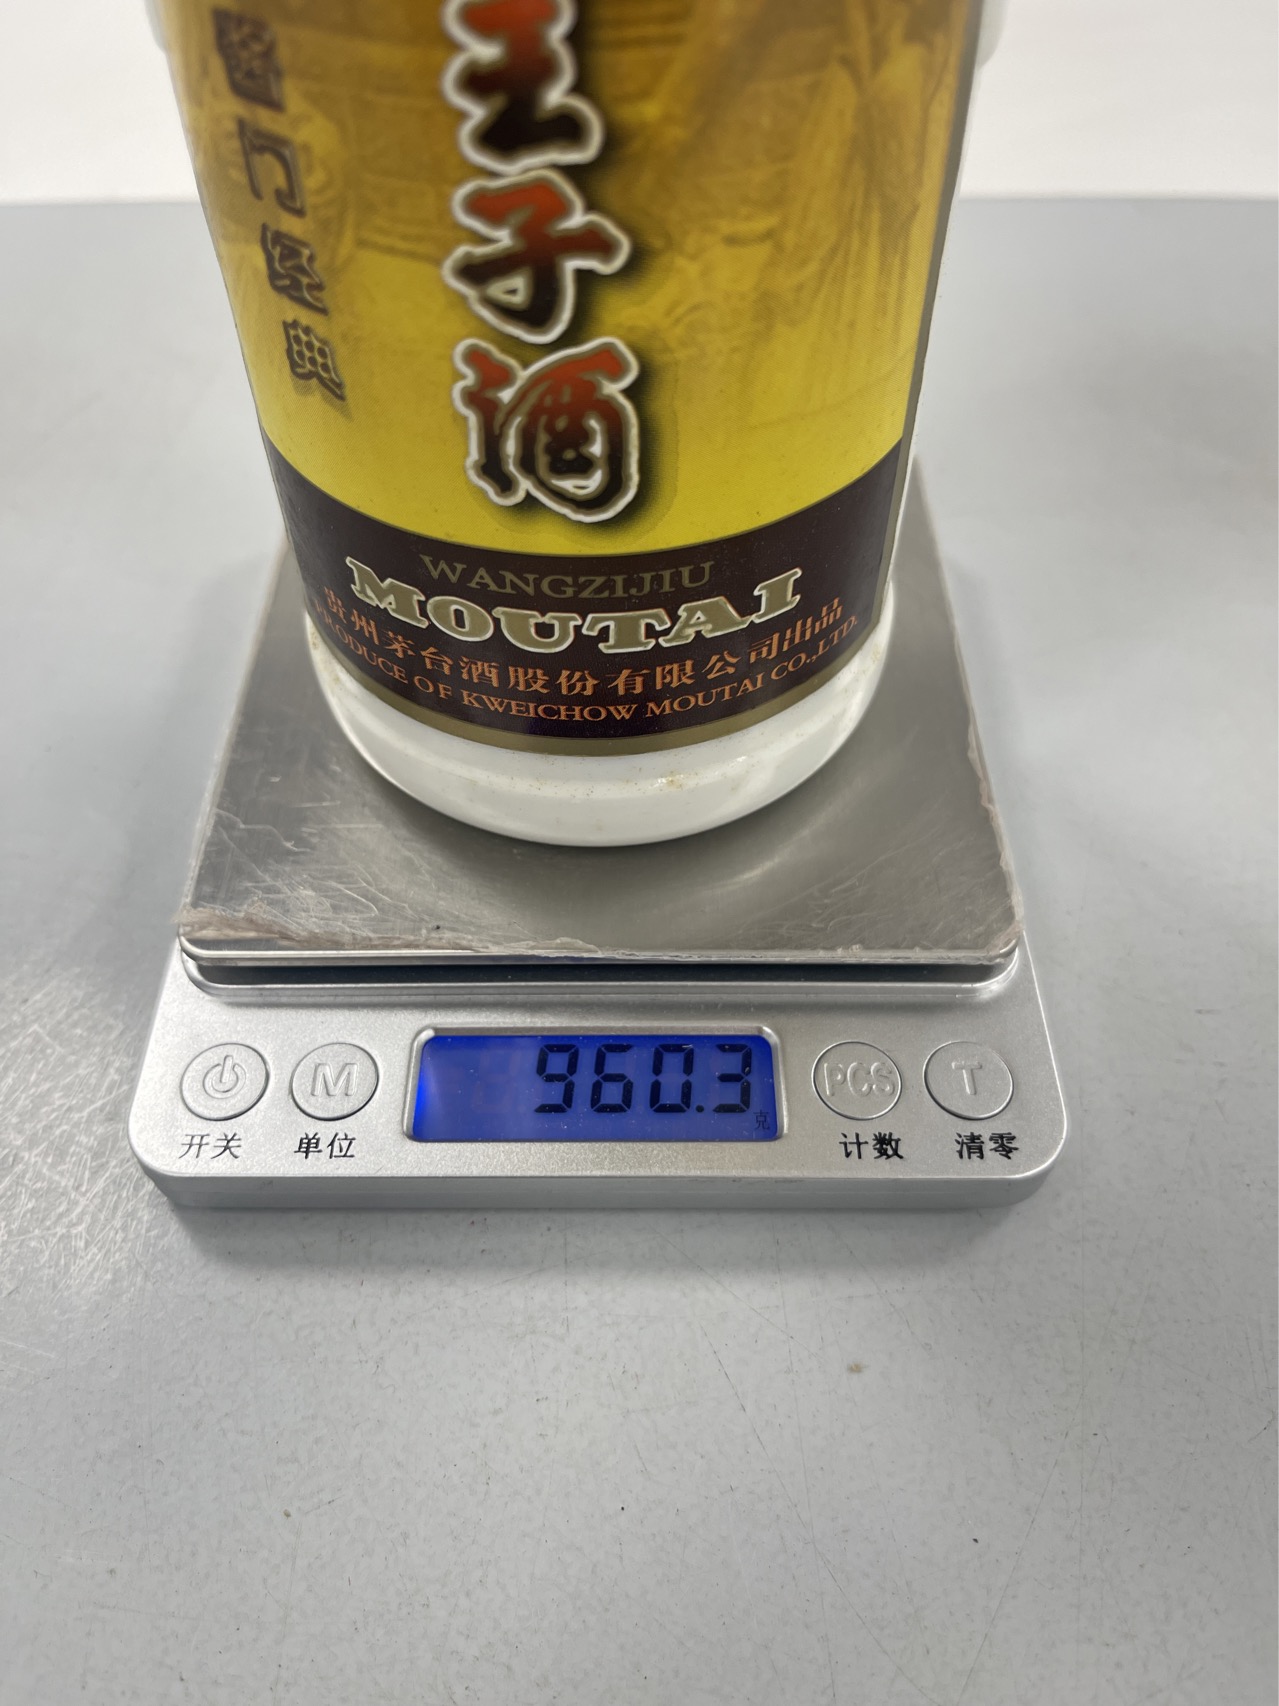 王子酒
酱门经典
WANGZIJIU
MOUTAI
贵州茅台酒股份有限公司出品
PRODUCE OF KWEICHOW MOUTAI CO.,LTD.
960.3
克
M
PCS
T
开关
单位
计数
清零